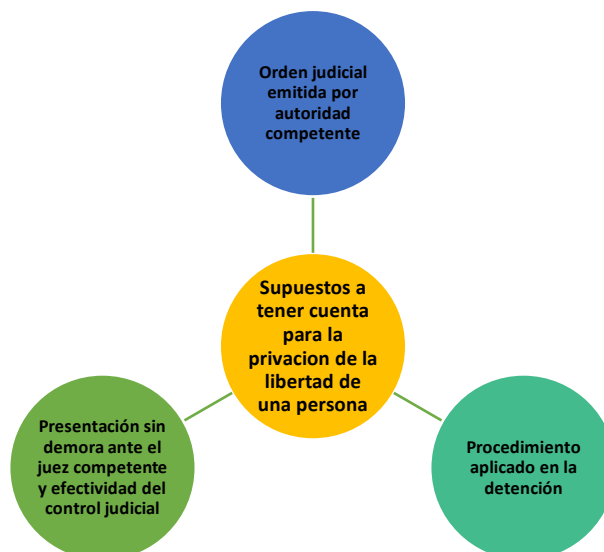 Orden judicial
emitida por
autoridad
competente
Supuestos a
tener cuenta
para la
privacion de la
libertad de
una persona
Presentación sin
demora ante el
juez competente
y efectividad del
control judicial
Procedimiento
aplicado en la
detención